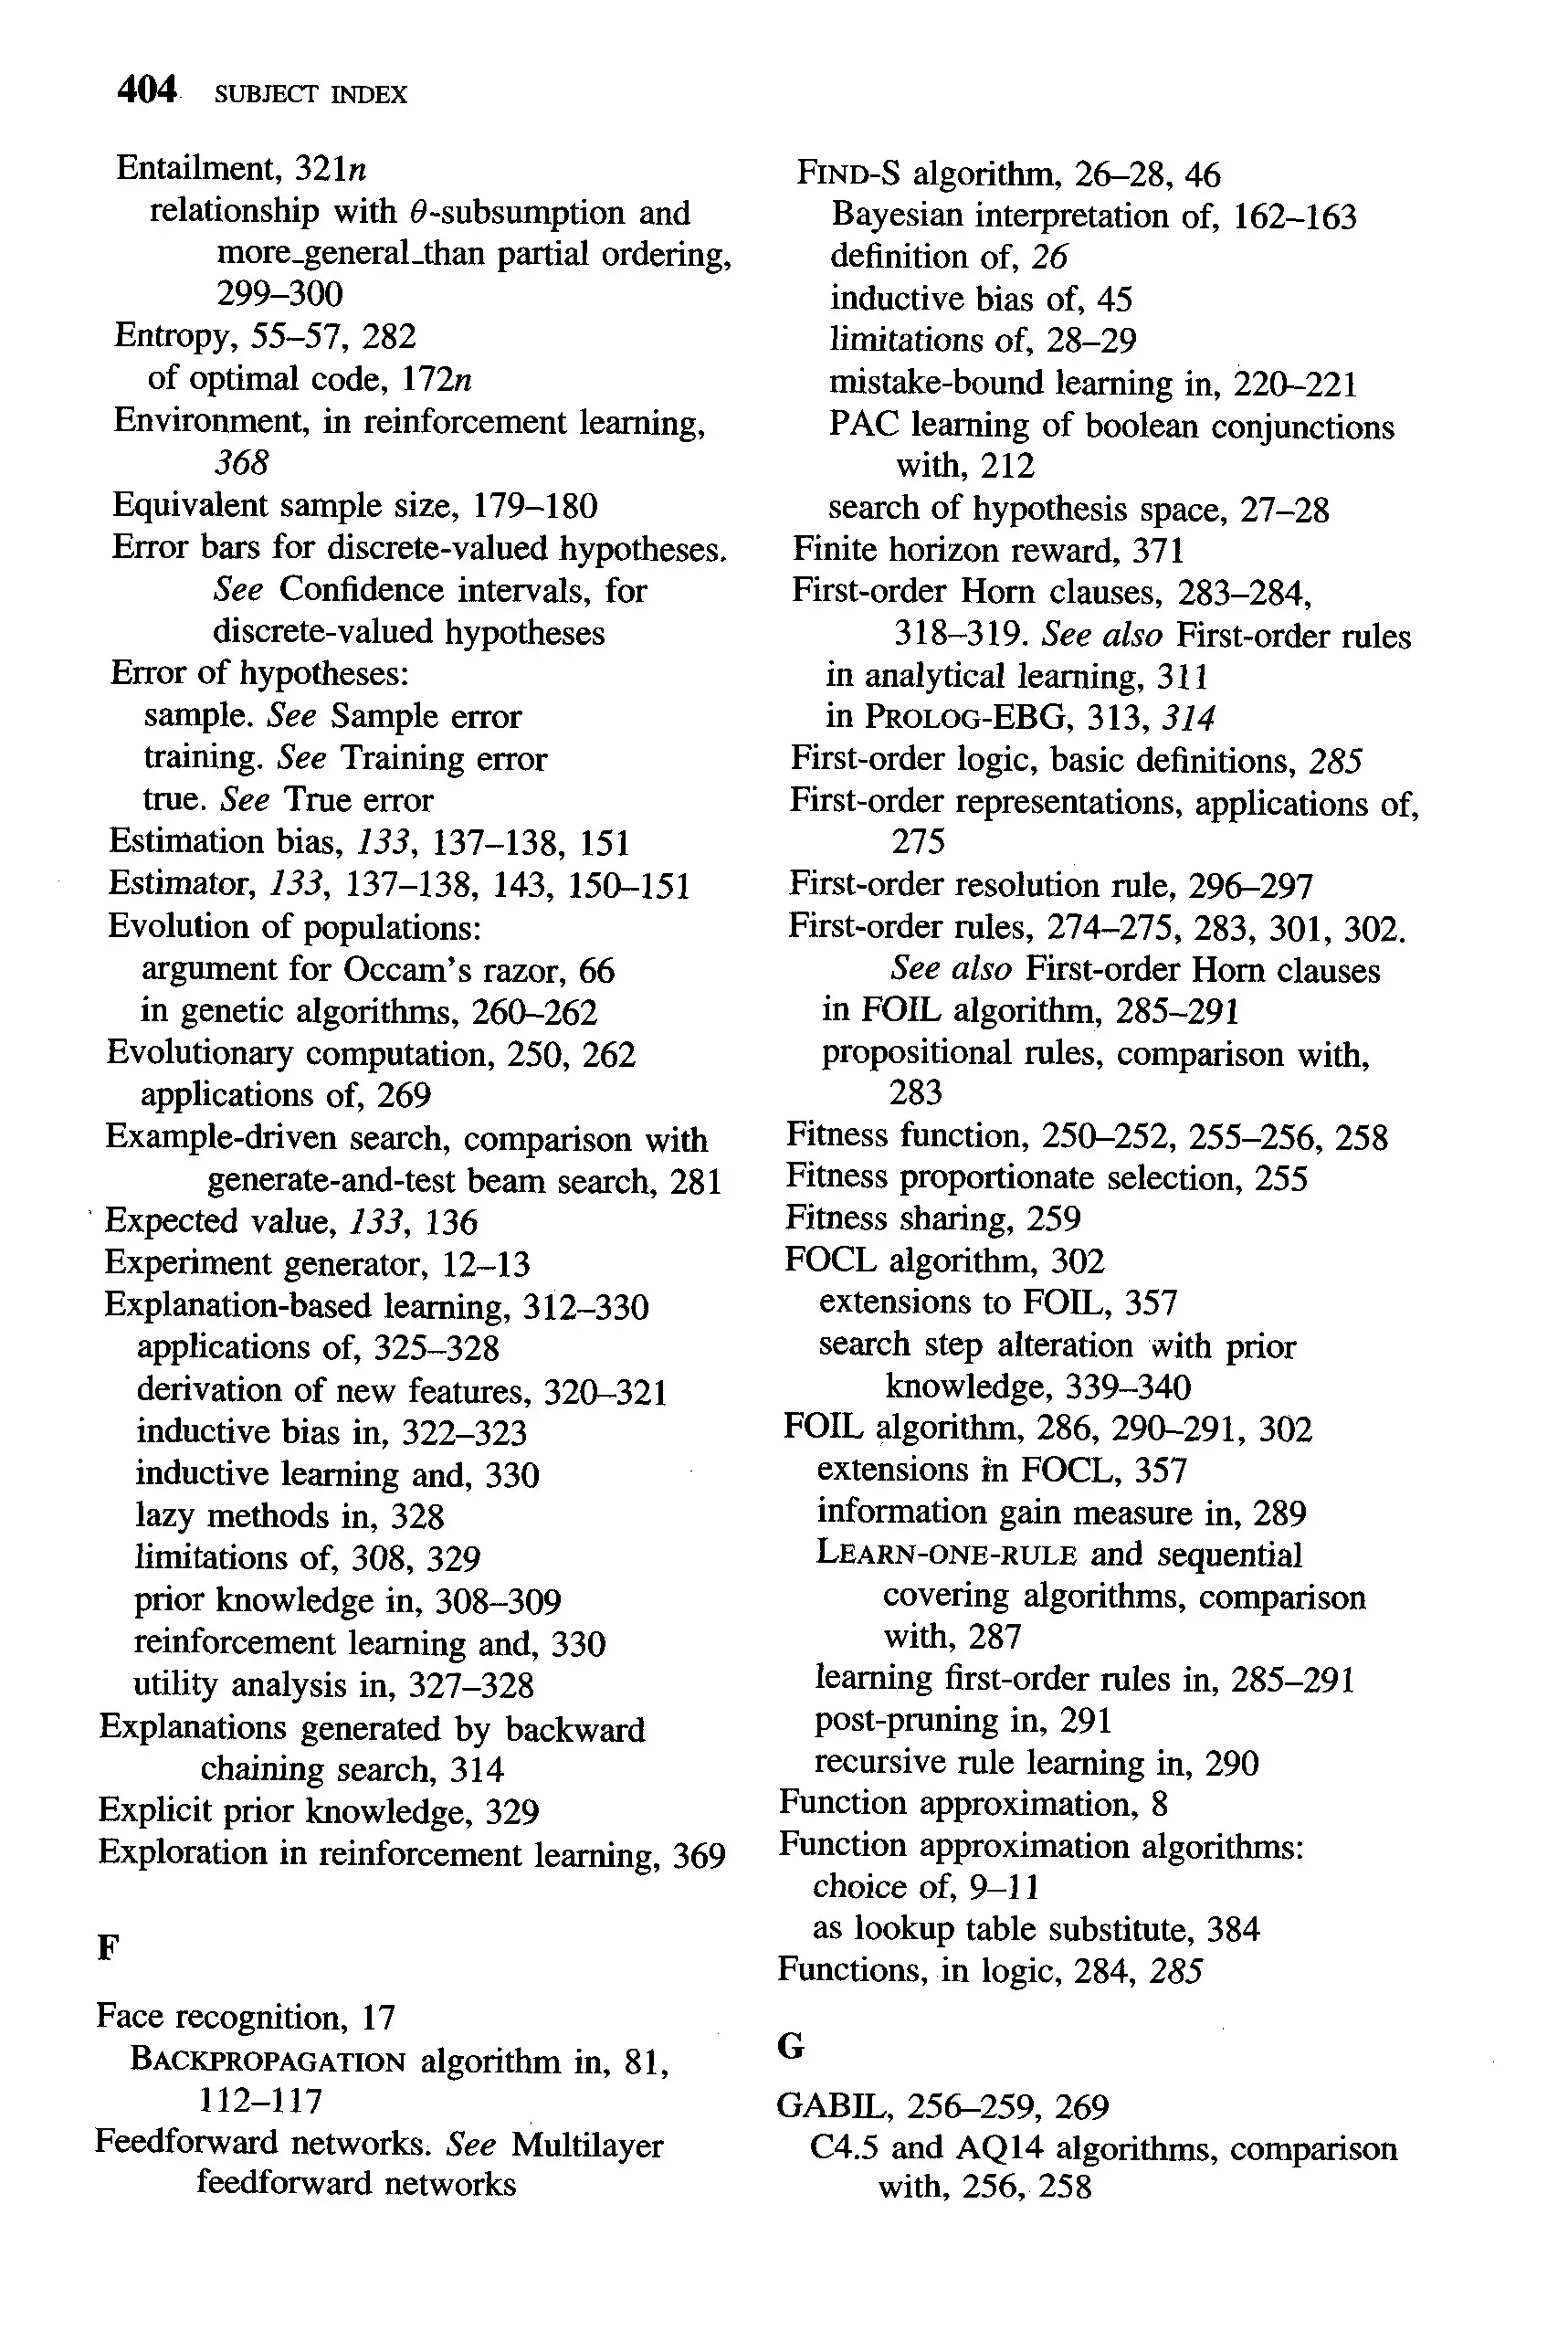 404 SUBJECT INDEX
Entailment, 321n
relationship with θ-subsumption and
more_general_than partial ordering,
299–300
Entropy, 55–57, 282
of optimal code, 172n
Environment, in reinforcement learning,
368
Equivalent sample size, 179–180
Error bars for discrete-valued hypotheses.
See Confidence intervals, for
discrete-valued hypotheses
Error of hypotheses:
sample. See Sample error
training. See Training error
true. See True error
Estimation bias, 133, 137–138, 151
Estimator, 133, 137–138, 143, 150–151
Evolution of populations:
argument for Occam's razor, 66
in genetic algorithms, 260–262
Evolutionary computation, 250, 262
applications of, 269
Example-driven search, comparison with
generate-and-test beam search, 281
Expected value, 133, 136
Experiment generator, 12–13
Explanation-based learning, 312–330
applications of, 325–328
derivation of new features, 320–321
inductive bias in, 322–323
inductive learning and, 330
lazy methods in, 328
limitations of, 308, 329
prior knowledge in, 308–309
reinforcement learning and, 330
utility analysis in, 327–328
Explanations generated by backward
chaining search, 314
Explicit prior knowledge, 329
Exploration in reinforcement learning, 369
F
Face recognition, 17
BACKPROPAGATION algorithm in, 81,
112–117
Feedforward networks. See Multilayer
feedforward networks
FIND-S algorithm, 26–28, 46
Bayesian interpretation of, 162–163
definition of, 26
inductive bias of, 45
limitations of, 28–29
mistake-bound learning in, 220–221
PAC learning of boolean conjunctions
with, 212
search of hypothesis space, 27–28
Finite horizon reward, 371
First-order Horn clauses, 283–284,
318–319. See also First-order rules
in analytical learning, 311
in PROLOG-EBG, 313, 314
First-order logic, basic definitions, 285
First-order representations, applications of,
275
First-order resolution rule, 296–297
First-order rules, 274–275, 283, 301, 302.
See also First-order Horn clauses
in FOIL algorithm, 285–291
propositional rules, comparison with,
283
Fitness function, 250–252, 255–256, 258
Fitness proportionate selection, 255
Fitness sharing, 259
FOCL algorithm, 302
extensions to FOIL, 357
search step alteration with prior
knowledge, 339–340
FOIL algorithm, 286, 290–291, 302
extensions in FOCL, 357
information gain measure in, 289
LEARN-ONE-RULE and sequential
covering algorithms, comparison
with, 287
learning first-order rules in, 285–291
post-pruning in, 291
recursive rule learning in, 290
Function approximation, 8
Function approximation algorithms:
choice of, 9–11
as lookup table substitute, 384
Functions, in logic, 284, 285
G
GABIL, 256–259, 269
C4.5 and AQ14 algorithms, comparison
with, 256, 258